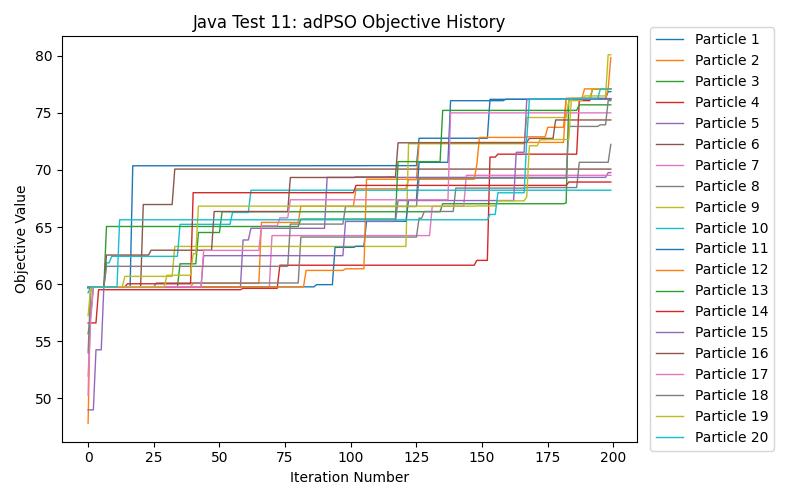 Java Test 11: adPSO Objective History
Objective Value
80
75
70
65
60
55
50
0 25 50 75 100 125 150 175 200
Iteration Number
Particle 1
Particle 2
Particle 3
Particle 4
Particle 5
Particle 6
Particle 7
Particle 8
Particle 9
Particle 10
Particle 11
Particle 12
Particle 13
Particle 14
Particle 15
Particle 16
Particle 17
Particle 18
Particle 19
Particle 20